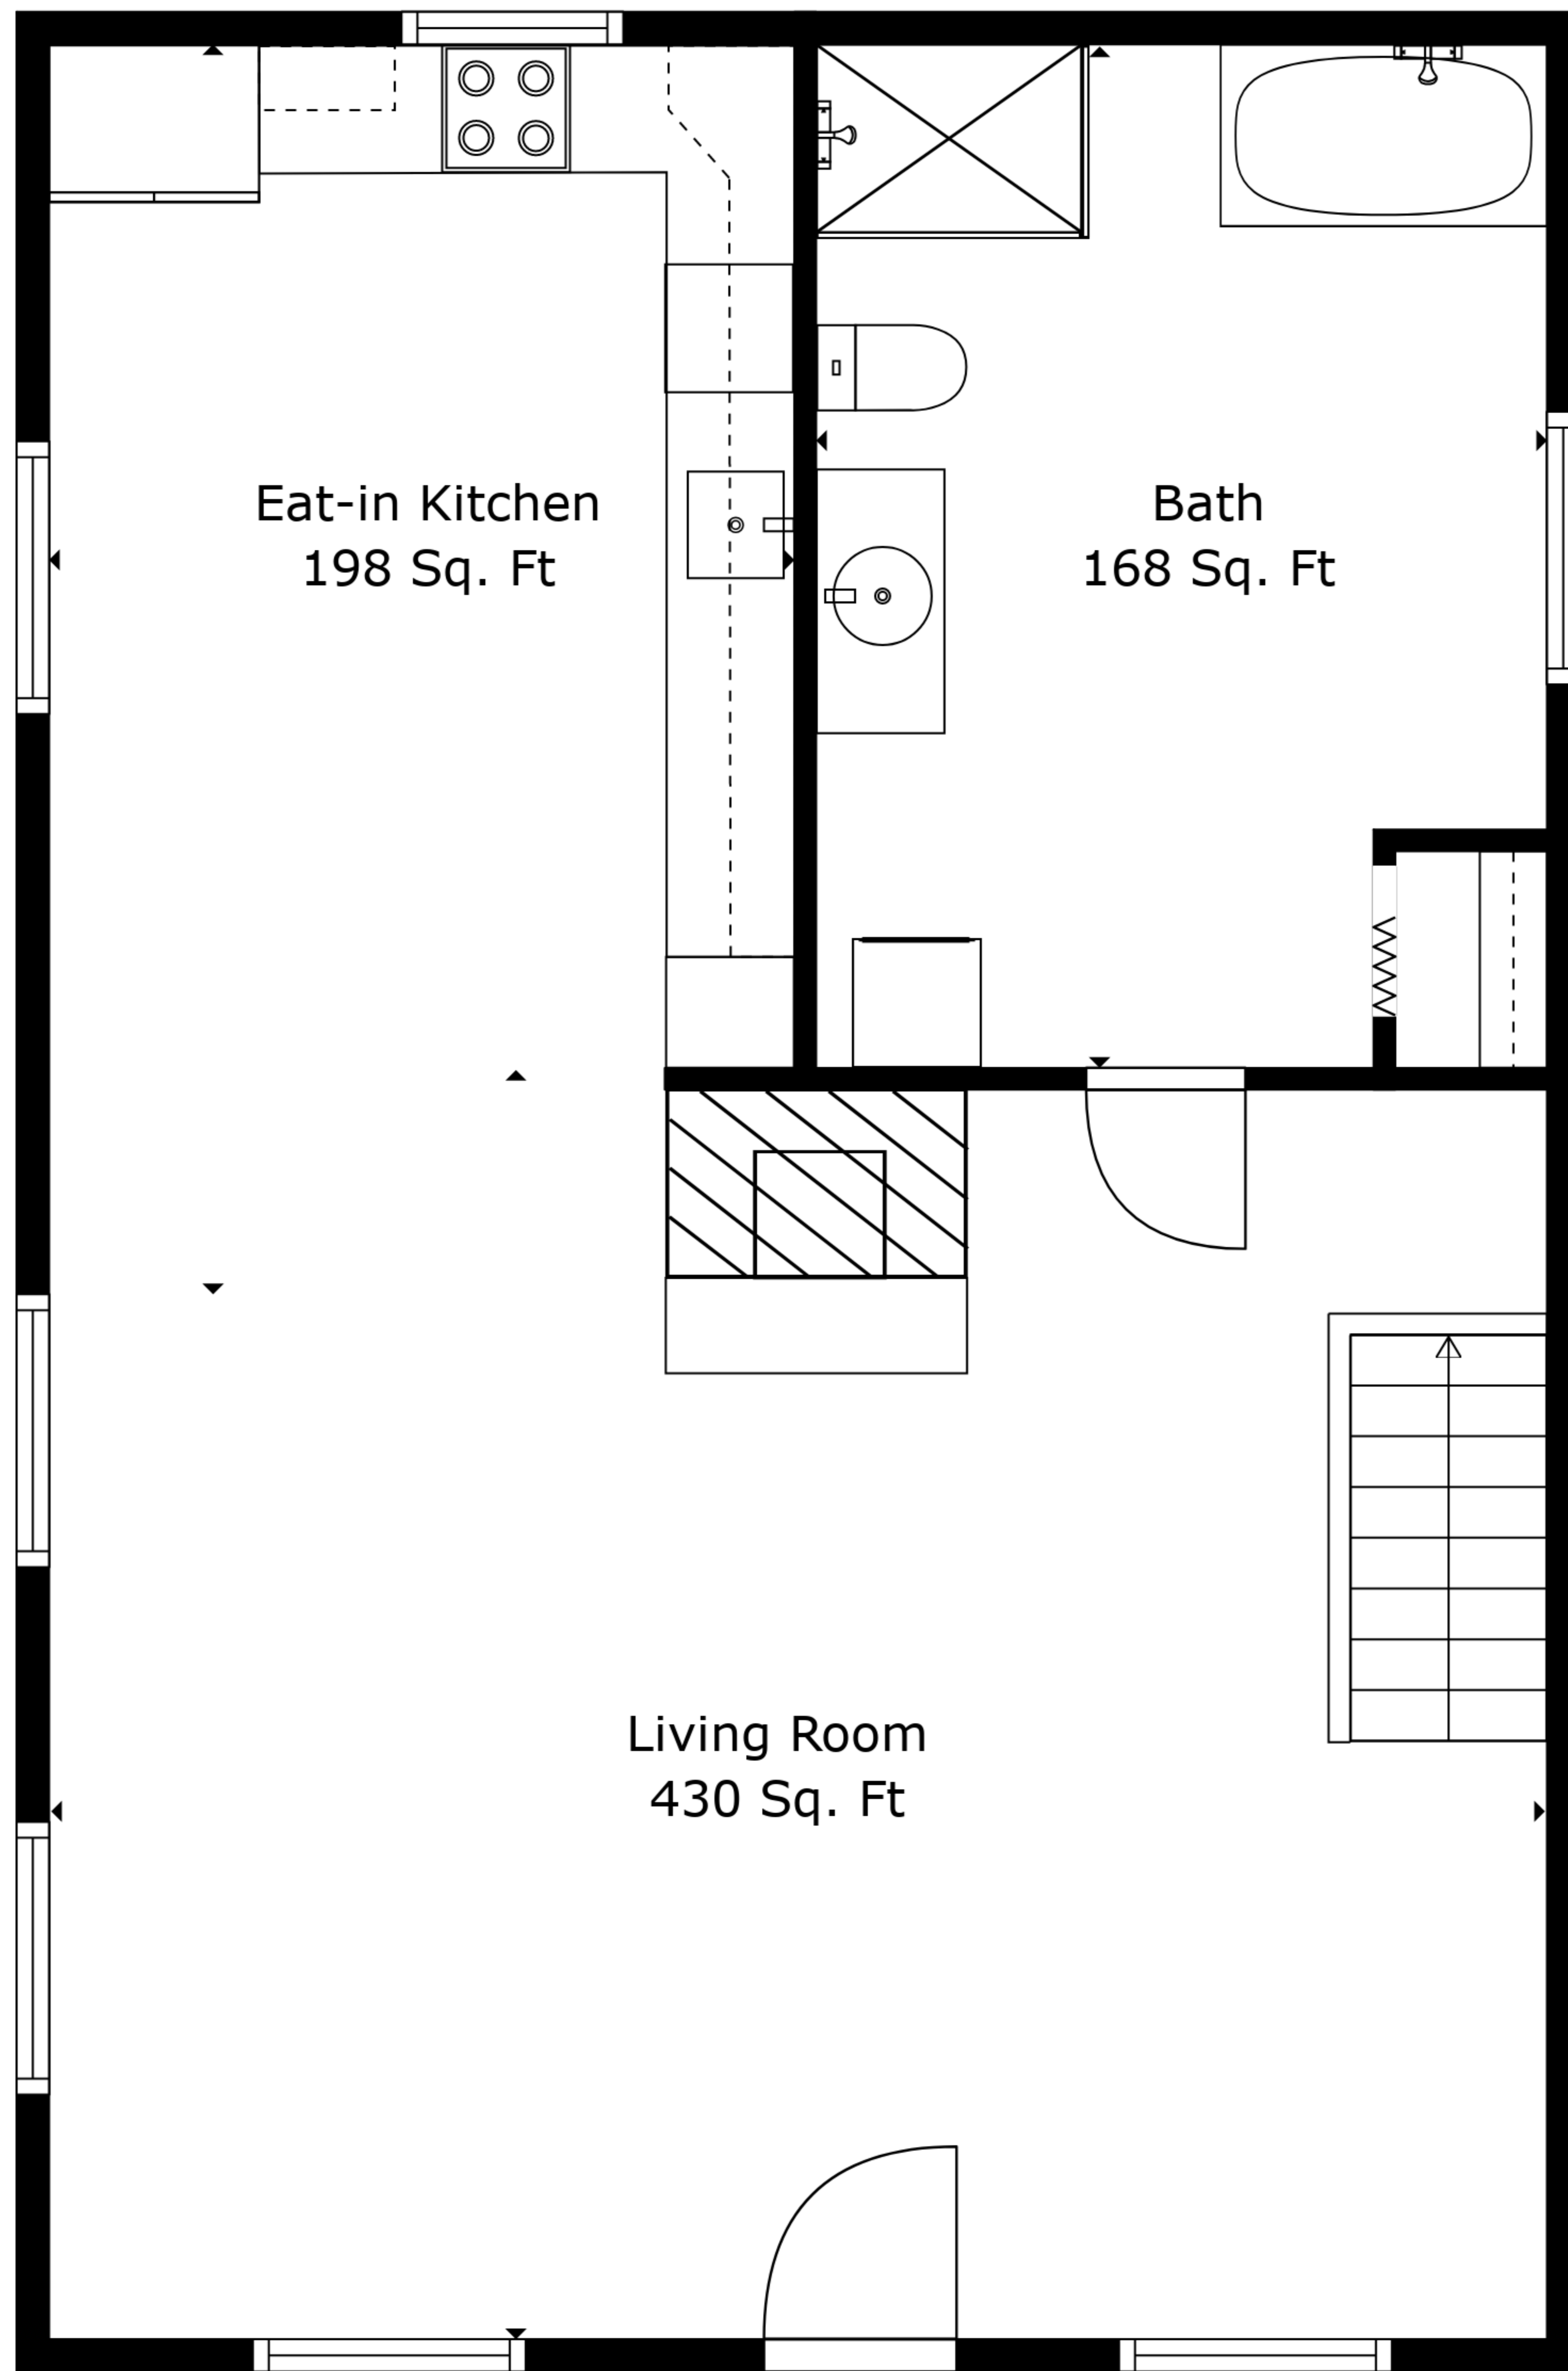 Eat-in Kitchen
198 Sq. Ft
Bath
168 Sq. Ft
Living Room
430 Sq. Ft